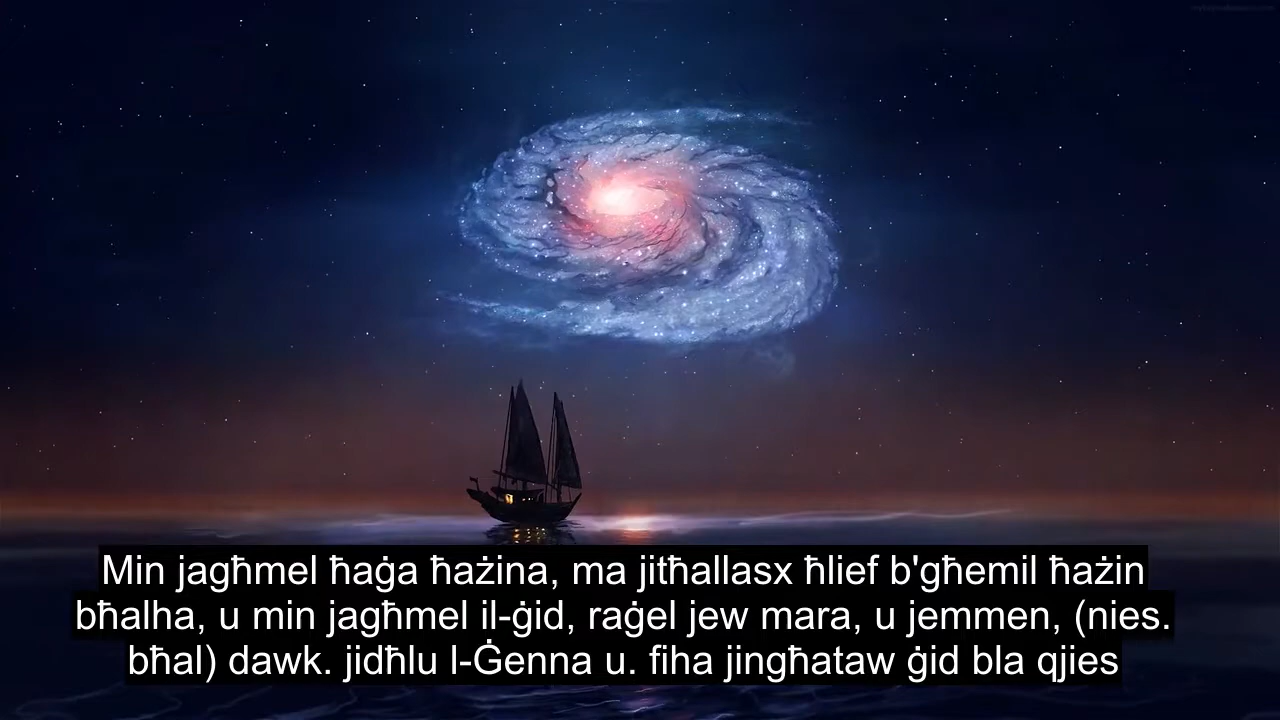 Min jagħmel ħaġa ħażina, ma jitħallasx ħlief b'għemil ħażin
bħalha, u min jagħmel il-ġid, raġel jew mara, u jemmen, (nies.
bħal) dawk. jidħlu l-Ġenna u. fiha jingħataw ġid bla qjies